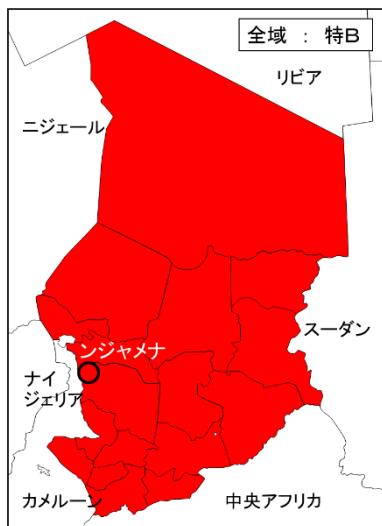 全域 : 特B
リビア
ニジェール
スーダン
ンジャメナ
ナイ
ジェリア
カメルーン
中央アフリカ